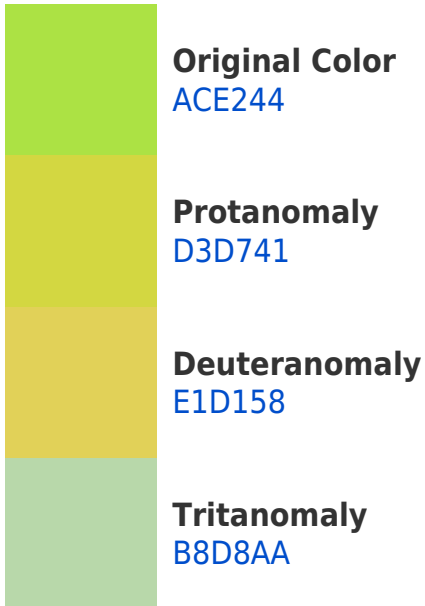 Original Color
ACE244
Protanomaly
D3D741
Deuteranomaly
E1D158
Tritanomaly
B8D8AA